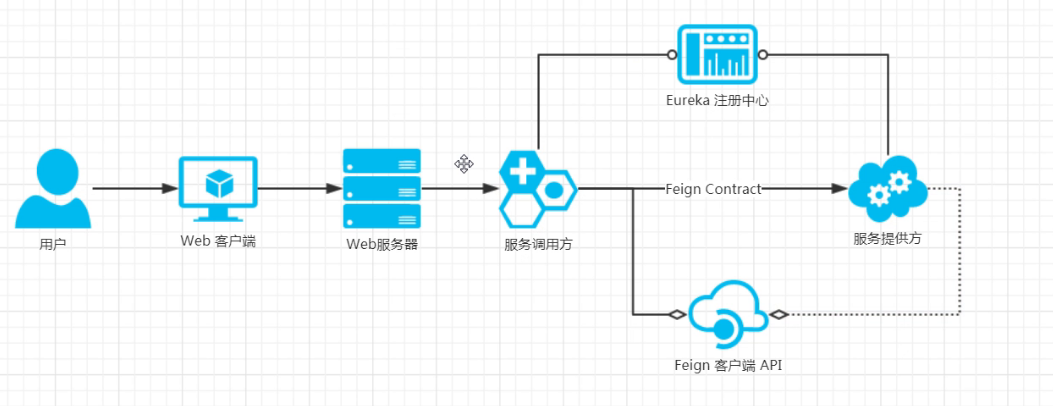 Eureka 注册中心
Feign Contract
用户
Web 客户端
Web服务器
服务调用方
服务提供方
Feign 客户端 API